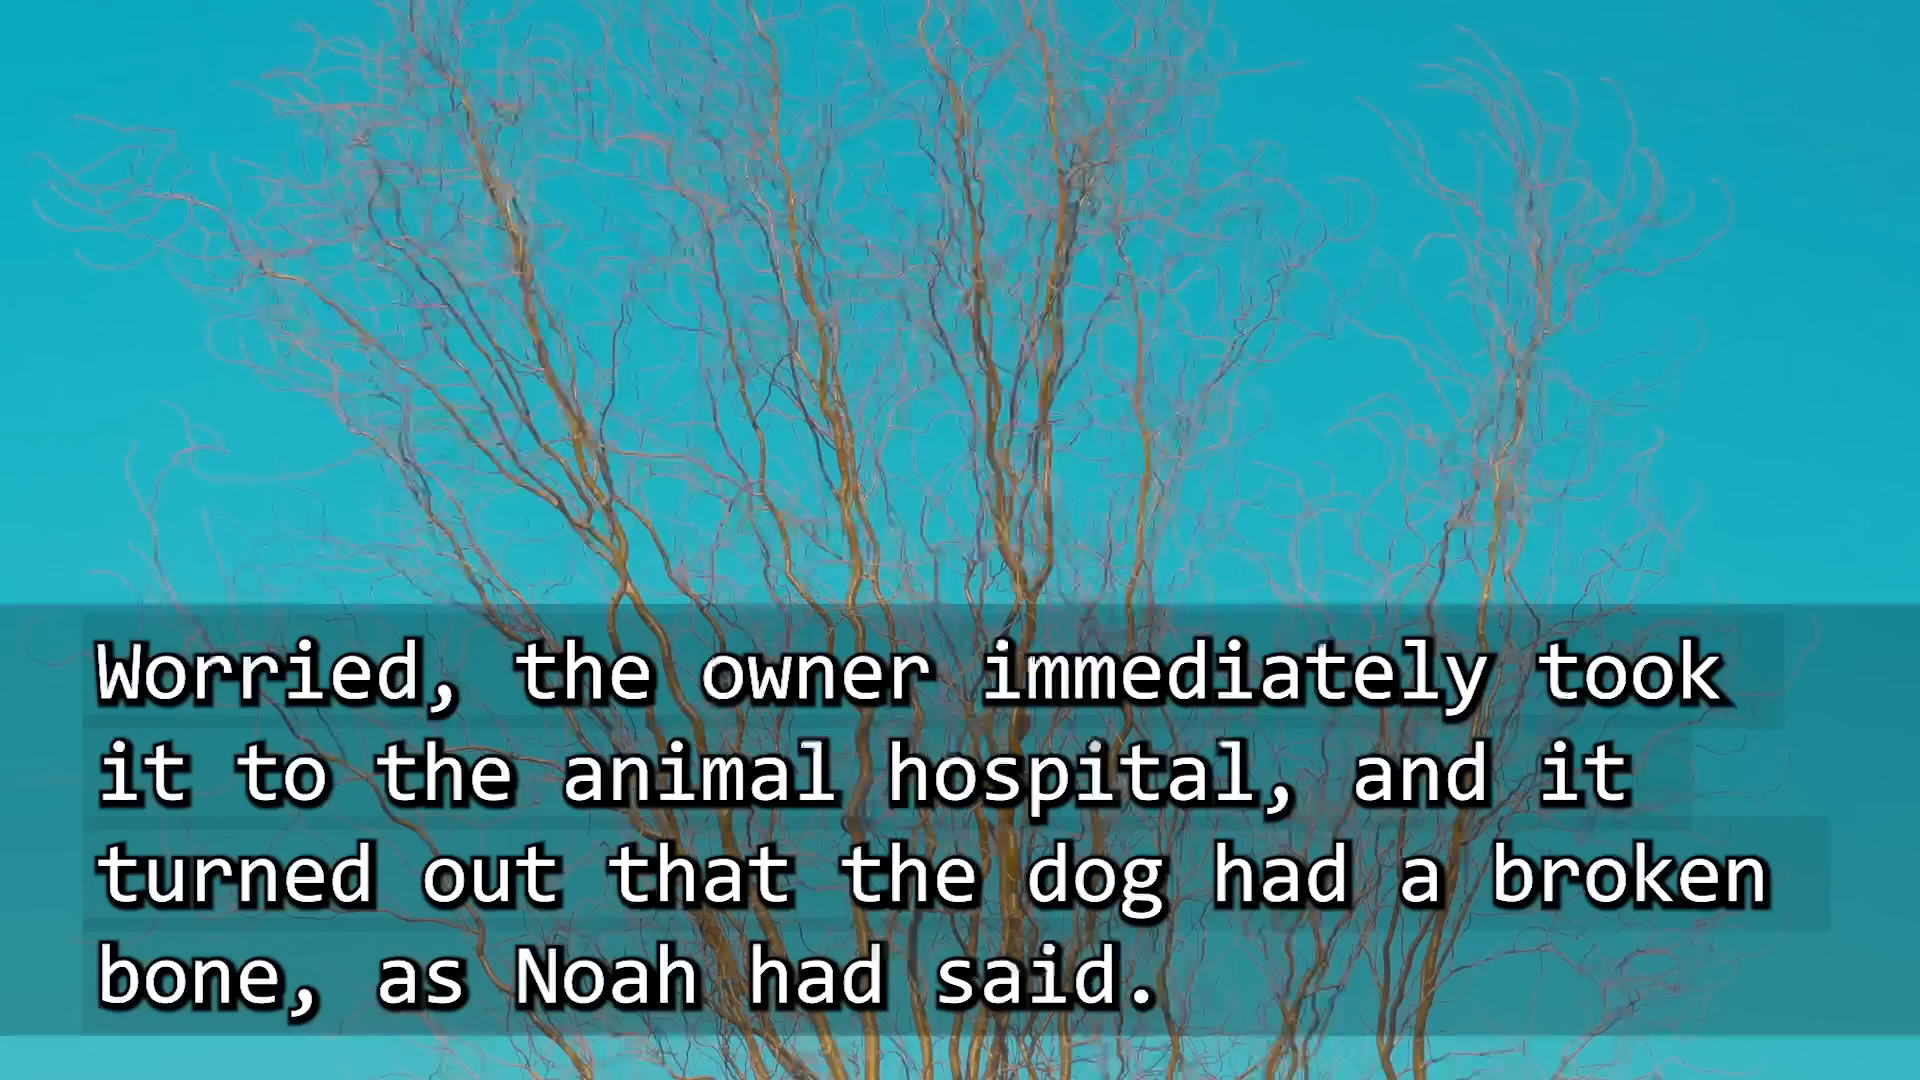 Worried, the owner immediately took
it to the animal hospital, and it
turned out that the dog had a broken
bone, as Noah had said.